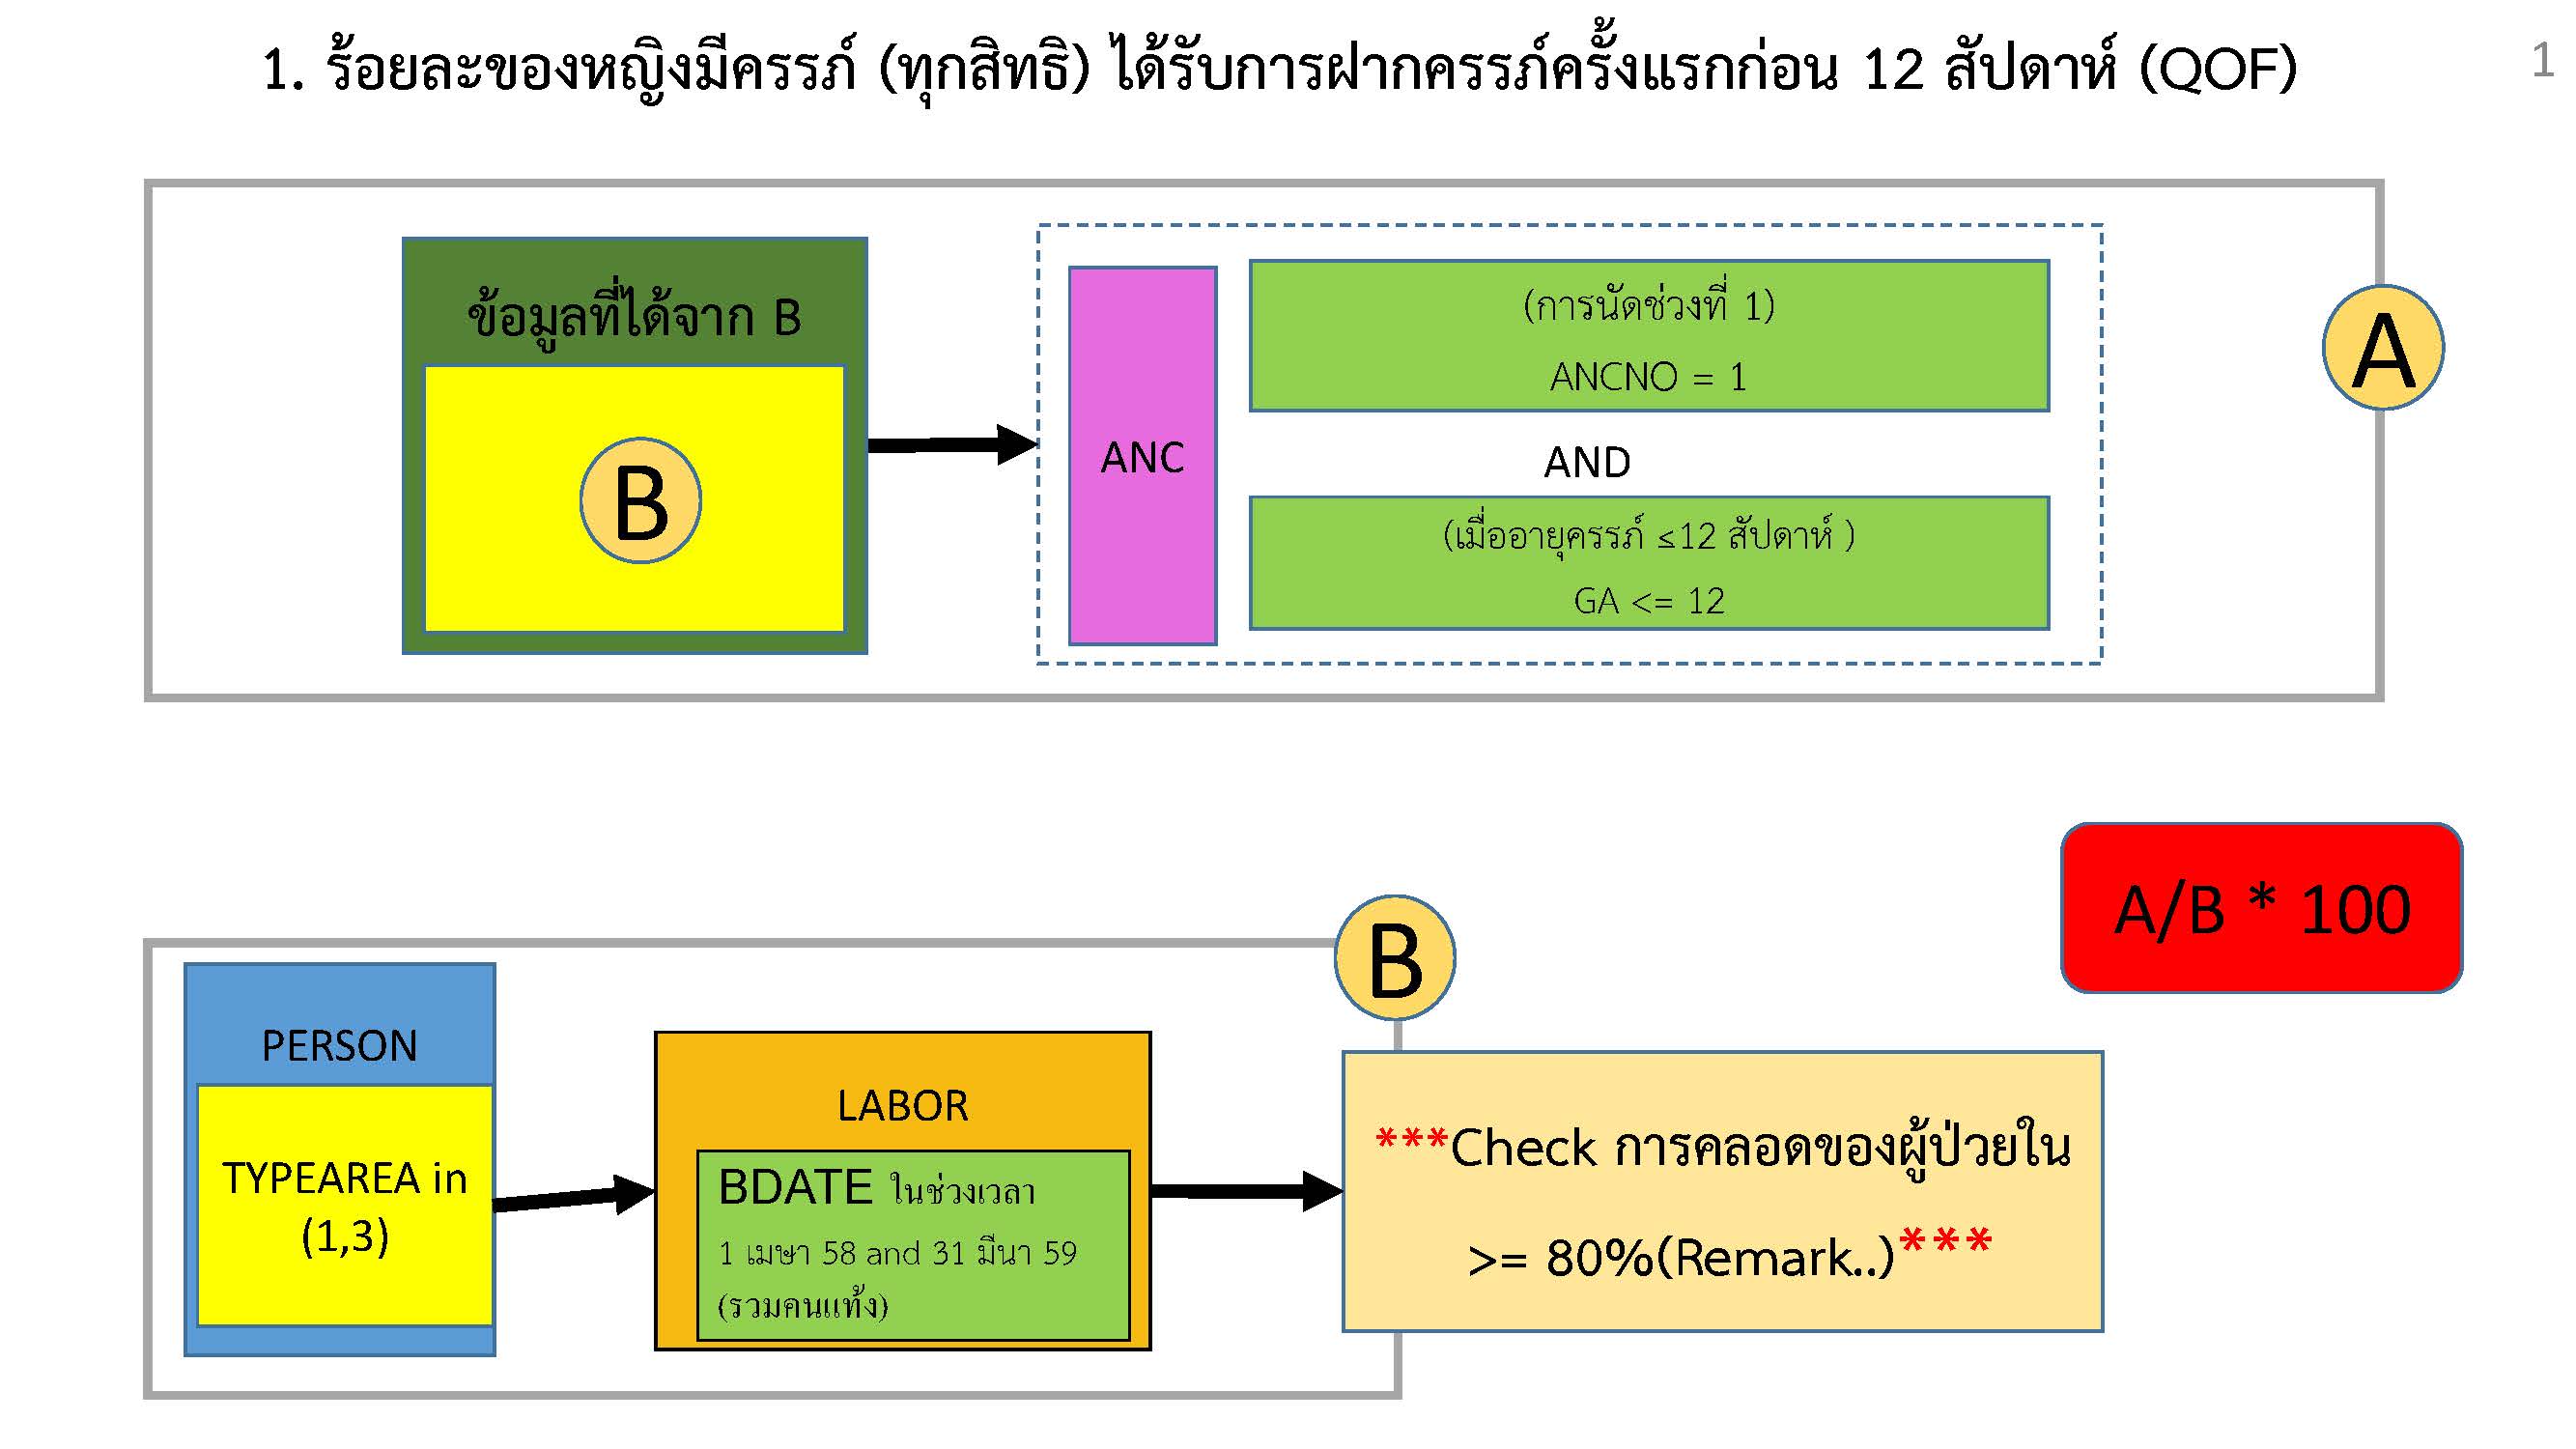 1. ร้อยละของหญิงมีครรภ์ (ทุกสิทธิ) ได้รับการฝากครรภ์ครั้งแรกก่อน 12 สัปดาห์ (QOF)
1
ข้อมูลที่ได้จาก B
B
ANC
(การนัดช่วงที่ 1)
ANCNO = 1
AND
(เมื่ออายุครรภ์ ≤12 สัปดาห์ )
GA <= 12
A
A/B * 100
B
PERSON
TYPEAREA in
(1,3)
LABOR
BDATE ในช่วงเวลา
1 เมษา 58 and 31 มีนา 59
(รวมคนแท้ง)
***Check การคลอดของผู้ป่วยใน
>= 80%(Remark..)***